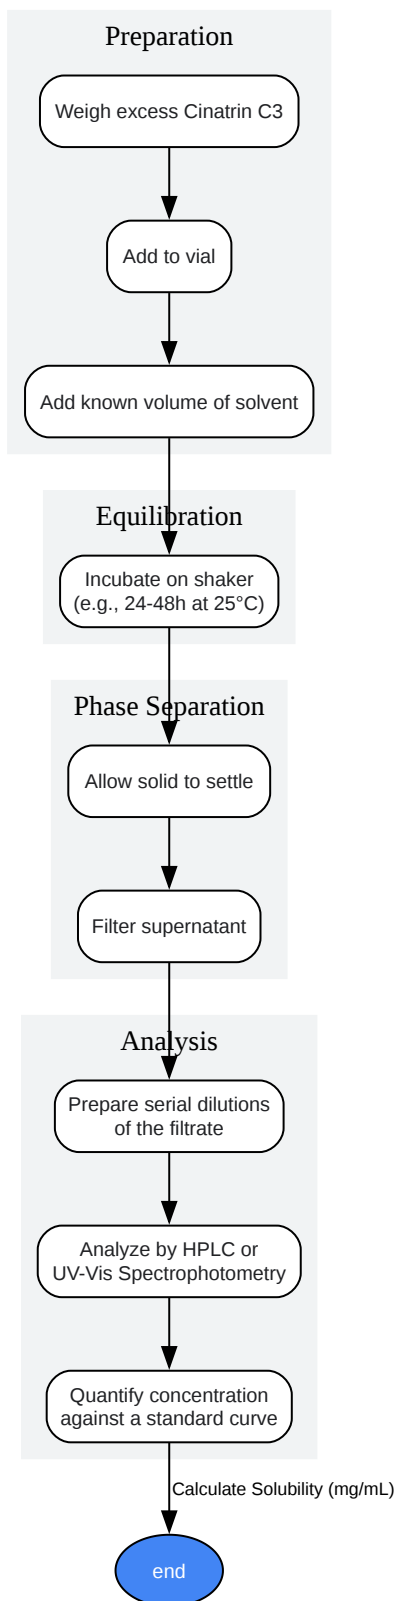 Preparation
Weigh excess Cinatrin C3
Add to vial
Add known volume of solvent
Equilibration
Incubate on shaker
(e.g., 24-48h at 25°C)
Phase Separation
Allow solid to settle
Filter supernatant
Analysis
Prepare serial dilutions
of the filtrate
Analyze by HPLC or
UV-Vis Spectrophotometry
Quantify concentration
against a standard curve
Calculate Solubility (mg/mL)
end